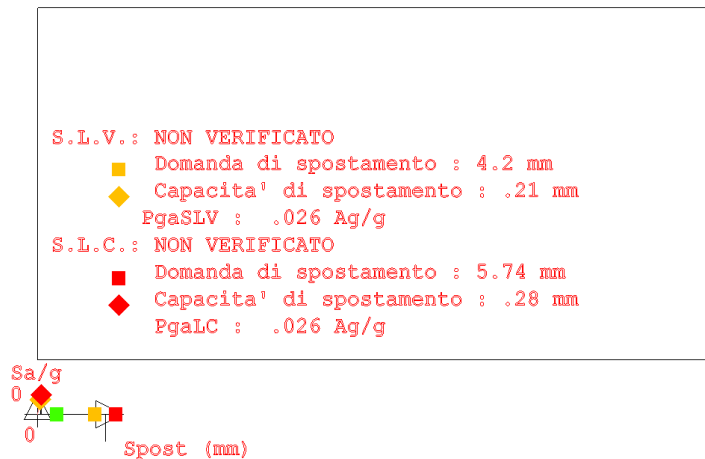 S.L.V.: NON VERIFICATO
Domanda di spostamento : 4.2 mm
Capacita' di spostamento : .21 mm
PgaSLV : .026 Ag/g
S.L.C.: NON VERIFICATO
Domanda di spostamento : 5.74 mm
Capacita' di spostamento : .28 mm
PgaLC : .026 Ag/g
Sa/g
0
0
Spost (mm)